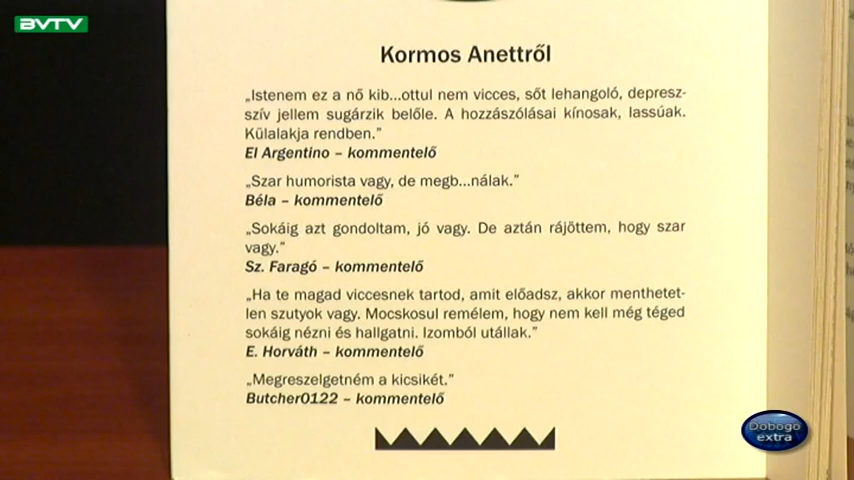 BVTV
Kormos Anettről
„Istenem ez a nő kib...ottul nem vicces, sőt lehangoló, depresz-
szív jellem sugárzik belőle. A hozzászólásai kínosak, lassúak.
Külalakja rendben.”
El Argentino – kommentelő
„Szar humorista vagy, de megb...nálak.”
Béla – kommentelő
„Sokáig azt gondoltam, jó vagy. De aztán rájöttem, hogy szar
vagy.”
Sz. Faragó – kommentelő
„Ha te magad viccesnek tartod, amit előadsz, akkor menthetet-
len szutyok vagy. Mocskosul remélem, hogy nem kell még téged
sokáig nézni és hallgatni. Izomból utállak.”
E. Horváth – kommentelő
„Megreszelgetném a kicsikét.”
Butcher0122 – kommentelő
Dobogó
extra